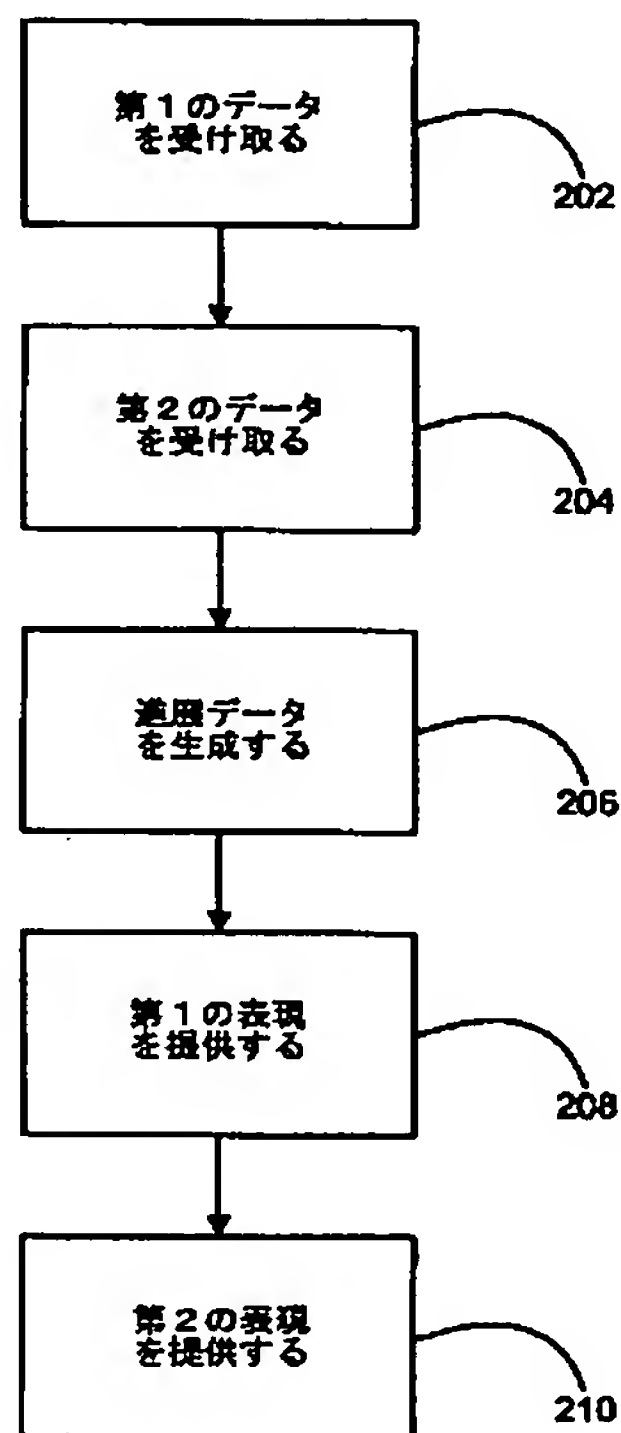 第1のデータ
を受け取る
202
第2のデータ
を受け取る
204
進展データ
を生成する
206
第1の表現
を提供する
208
第2の表現
を提供する
210